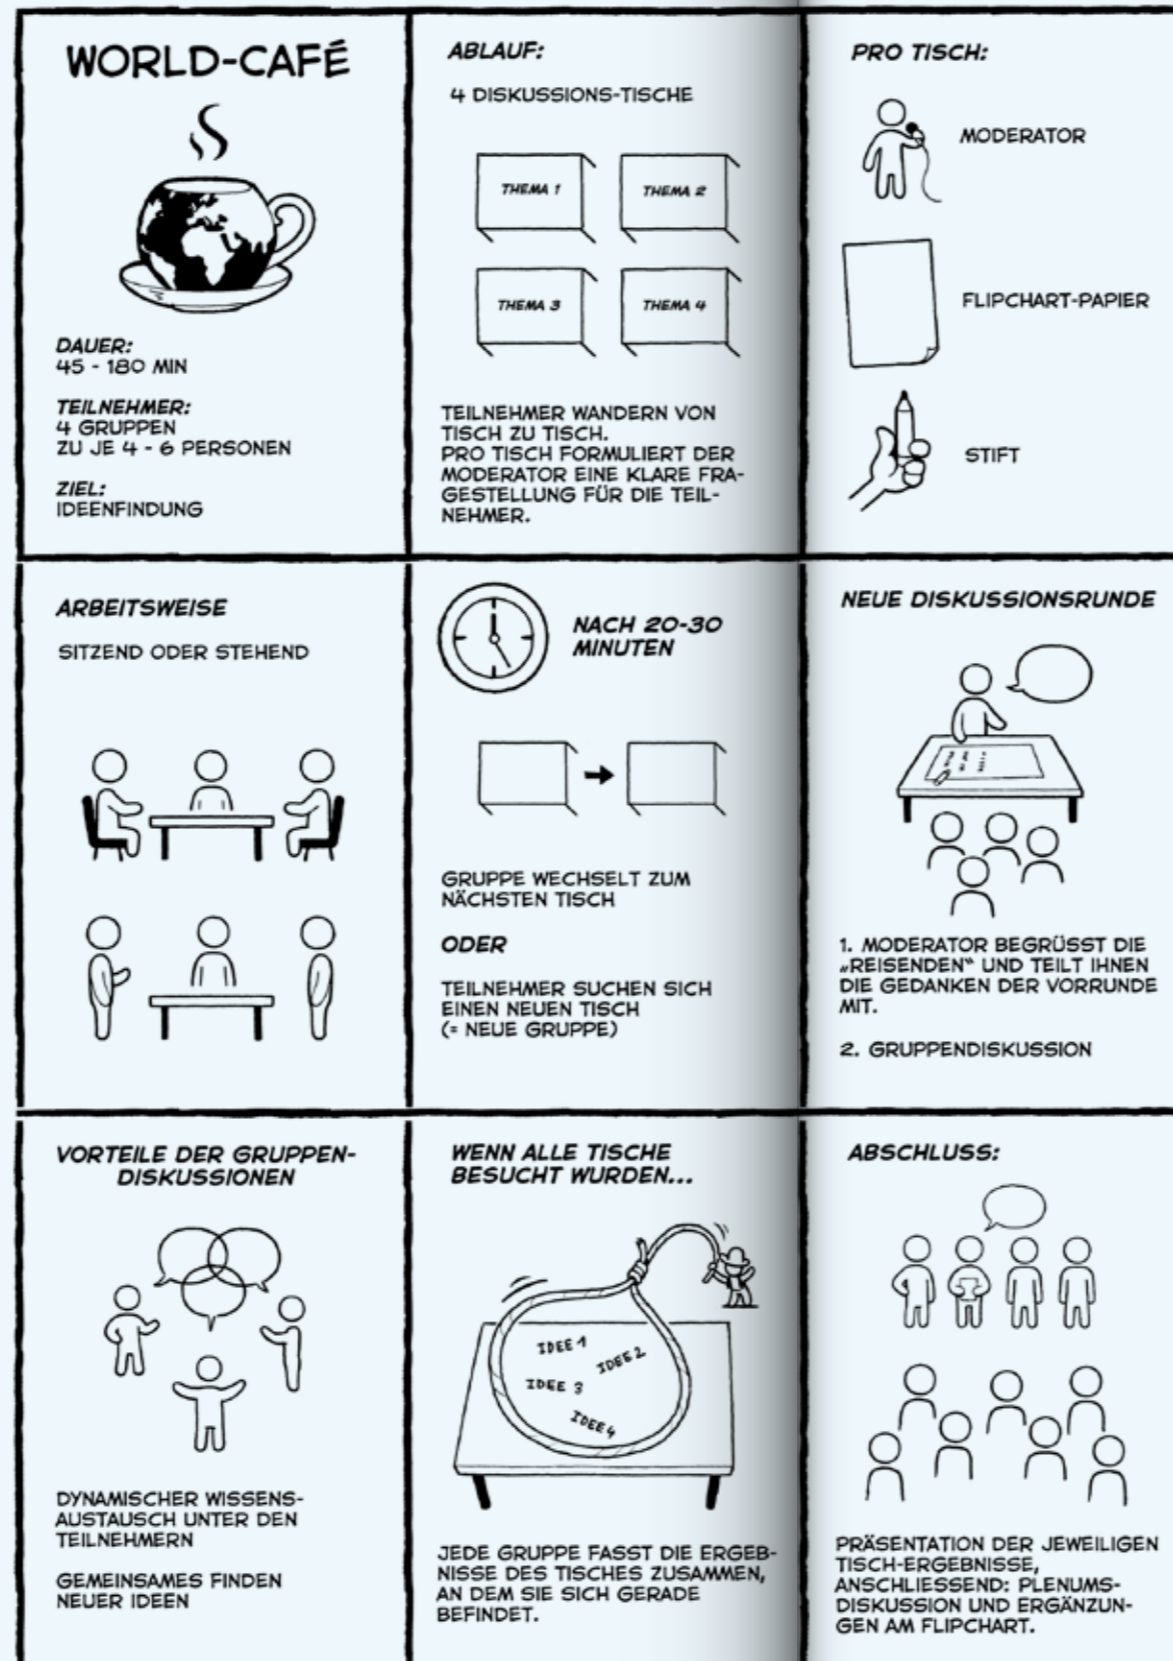 WORLD-CAFÉ
DAUER:
45 - 180 MIN
TEILNEHMER:
4 GRUPPEN
ZU JE 4 - 6 PERSONEN
ZIEL:
IDEENFINDUNG
ABLAUF:
4 DISKUSSIONS-TISCHE
THEMA 1
THEMA 2
THEMA 3
THEMA 4
TEILNEHMER WANDERN VON
TISCH ZU TISCH.
PRO TISCH FORMULIERT DER
MODERATOR EINE KLARE FRA-
GESTELLUNG FÜR DIE TEIL-
NEHMER.
PRO TISCH:
MODERATOR
FLIPCHART-PAPIER
STIFT
ARBEITSWEISE
SITZEND ODER STEHEND
NACH 20-30
MINUTEN
GRUPPE WECHSELT ZUM
NÄCHSTEN TISCH
ODER
TEILNEHMER SUCHEN SICH
EINEN NEUEN TISCH
(= NEUE GRUPPE)
NEUE DISKUSSIONSRUNDE
1. MODERATOR BEGRÜSST DIE
„REISENDEN“ UND TEILT IHNEN
DIE GEDANKEN DER VORRUNDE
MIT.
2. GRUPPENDISKUSSION
VORTEILE DER GRUPPEN-
DISKUSSIONEN
DYNAMISCHER WISSENS-
AUSTAUSCH UNTER DEN
TEILNEHMERN
GEMEINSAMES FINDEN
NEUER IDEEN
WENN ALLE TISCHE
BESUCHT WURDEN...
IDEE 1
IDEE 2
IDEE 3
IDEE 4
JEDE GRUPPE FASST DIE ERGEB-
NISSE DES TISCHES ZUSAMMEN,
AN DEM SIE SICH GERADE
BEFINDET.
ABSCHLUSS:
PRÄSENTATION DER JEWEILIGEN
TISCH-ERGEBNISSE,
ANSCHLIESSEND: PLENUMS-
DISKUSSION UND ERGÄNZUN-
GEN AM FLIPCHART.